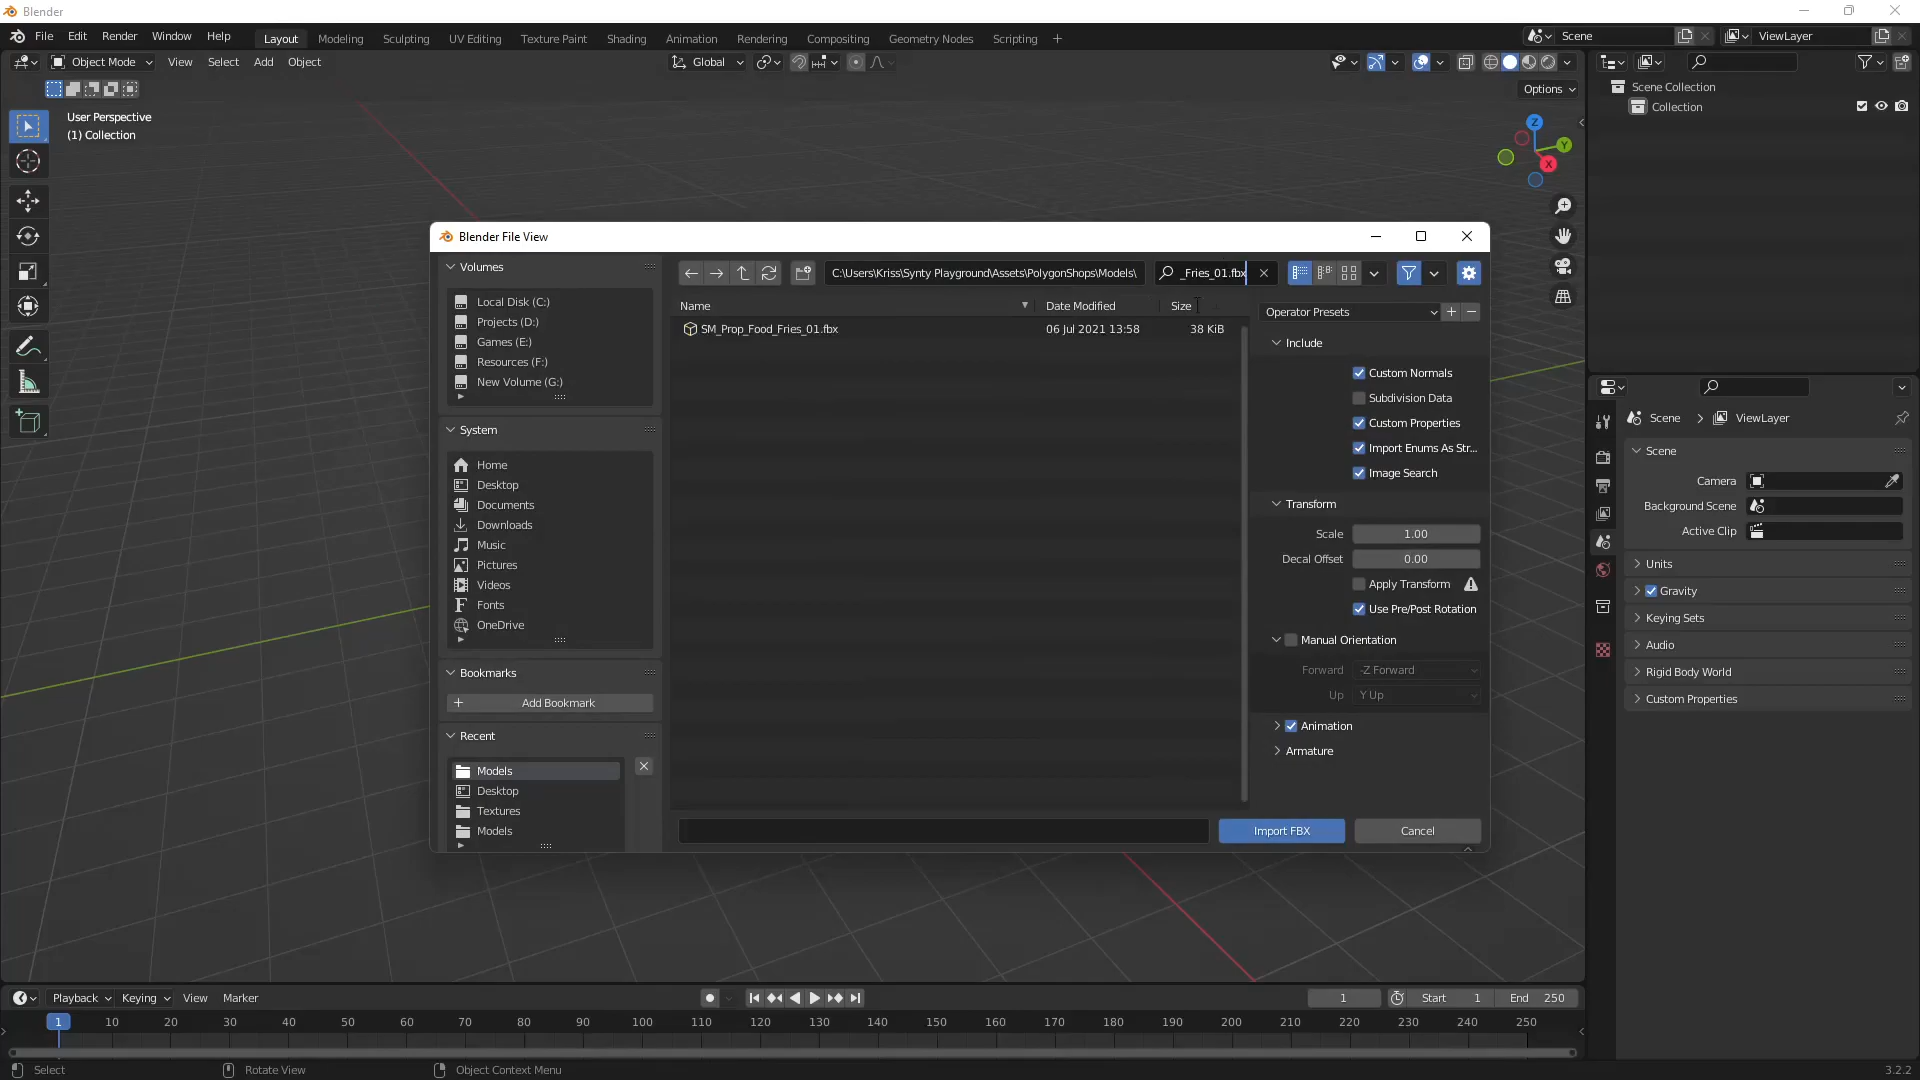 Blender
File Edit Render Window Help
Layout Modeling Sculpting UV Editing Texture Paint Shading Animation Rendering Compositing Geometry Nodes Scripting +
Scene
ViewLayer
Object Mode View Select Add Object
Global
Options
User Perspective
(1) Collection
Z
Y
X
Scene Collection
Collection
Blender File View
Volumes
Local Disk (C:)
Projects (D:)
Games (E:)
Resources (F:)
New Volume (G:)
System
Home
Desktop
Documents
Downloads
Music
Pictures
Videos
Fonts
OneDrive
Bookmarks
Add Bookmark
Recent
Models
Desktop
Textures
Models
C:\Users\Kriss\Synty Playground\Assets\PolygonShops\Models\
_Fries_01.fbx
Name Date Modified Size
SM_Prop_Food_Fries_01.fbx 06 Jul 2021 13:58 38 KiB
Operator Presets
Include
Custom Normals
Subdivision Data
Custom Properties
Import Enums As Str...
Image Search
Transform
Scale 1.00
Decal Offset 0.00
Apply Transform
Use Pre/Post Rotation
Manual Orientation
Forward -Z Forward
Up Y Up
Animation
Armature
Import FBX
Cancel
Scene > ViewLayer
Scene
Camera
Background Scene
Active Clip
Units
Gravity
Keying Sets
Audio
Rigid Body World
Custom Properties
Playback Keying View Marker
1
Start 1
End 250
1 10 20 30 40 50 60 70 80 90 100 110 120 130 140 150 160 170 180 190 200 210 220 230 240 250
Select
Rotate View
Object Context Menu
3.2.2